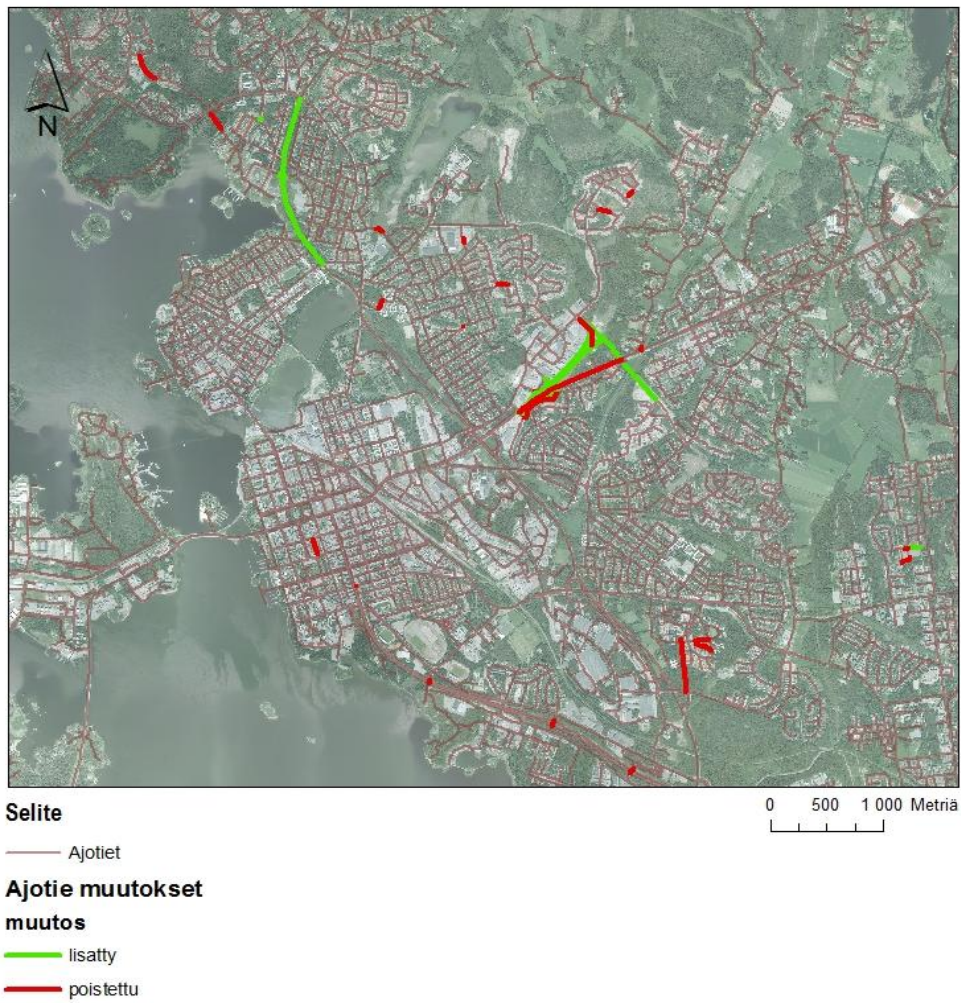 N
Selite
0 500 1 000 Metriä
Ajotiet
Ajotie muutokset
muutos
lisatty
poistettu